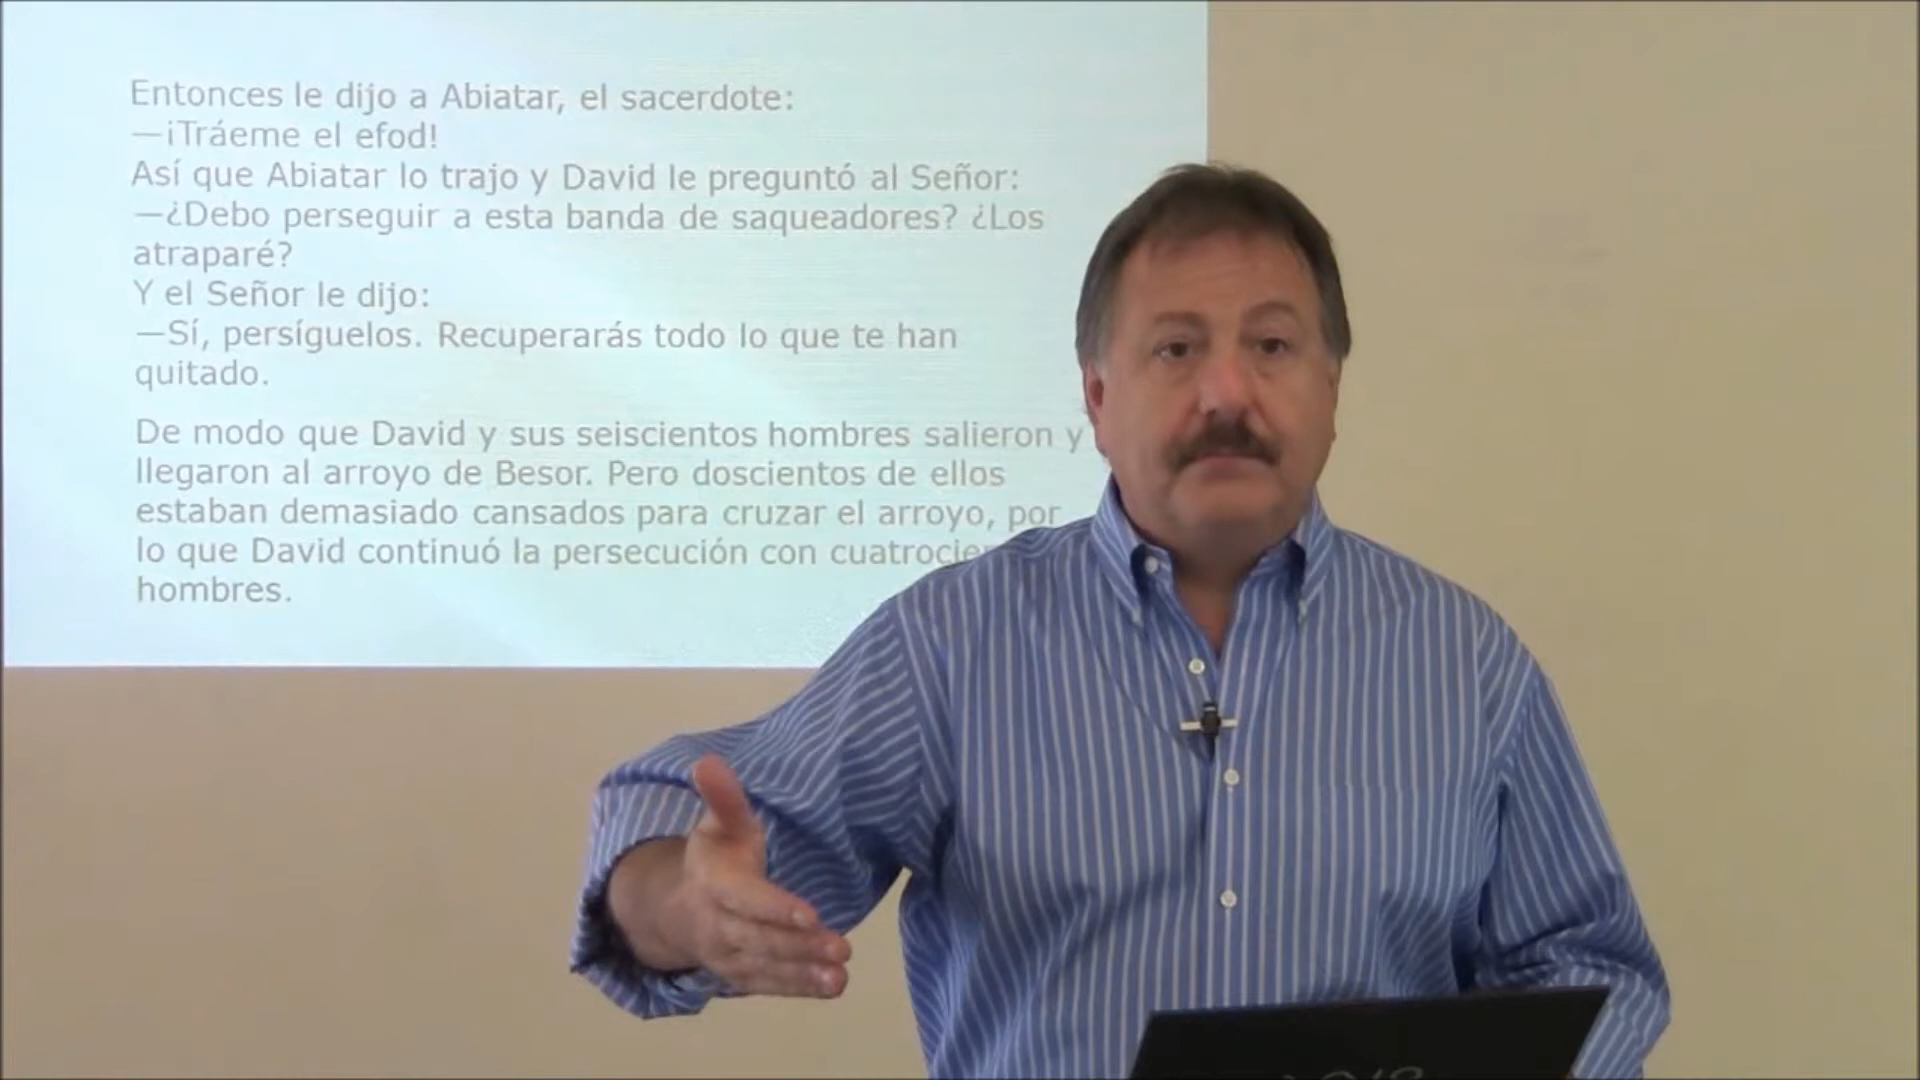 Entonces le dijo a Abiatar, el sacerdote:
—¡Tráeme el efod!
Así que Abiatar lo trajo y David le preguntó al Señor:
—¿Debo perseguir a esta banda de saqueadores? ¿Los
atraparé?
Y el Señor le dijo:
—Sí, persíguelos. Recuperarás todo lo que te han
quitado.
De modo que David y sus seiscientos hombres salieron y
llegaron al arroyo de Besor. Pero doscientos de ellos
estaban demasiado cansados para cruzar el arroyo, por
lo que David continuó la persecución con
hombres.